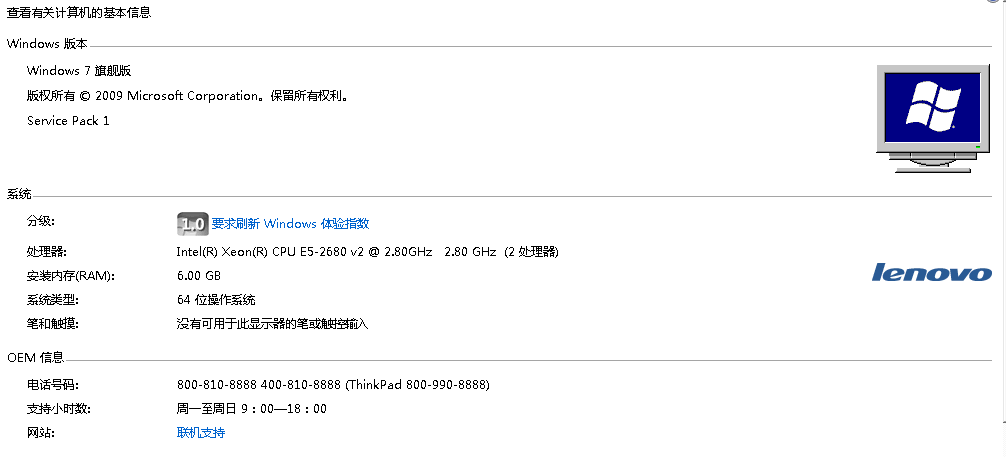 查看有关计算机的基本信息
Windows 版本
Windows 7 旗舰版
版权所有 © 2009 Microsoft Corporation。保留所有权利。
Service Pack 1
系统
分级: 1.0 要求刷新 Windows 体验指数
处理器: Intel(R) Xeon(R) CPU E5-2680 v2 @ 2.80GHz 2.80 GHz (2 处理器)
安装内存(RAM): 6.00 GB
lenovo
系统类型: 64 位操作系统
笔和触摸: 没有可用于此显示器的笔或触控输入
OEM 信息
电话号码: 800-810-8888 400-810-8888 (ThinkPad 800-990-8888)
支持小时数: 周一至周日 9：00—18：00
网站: 联机支持